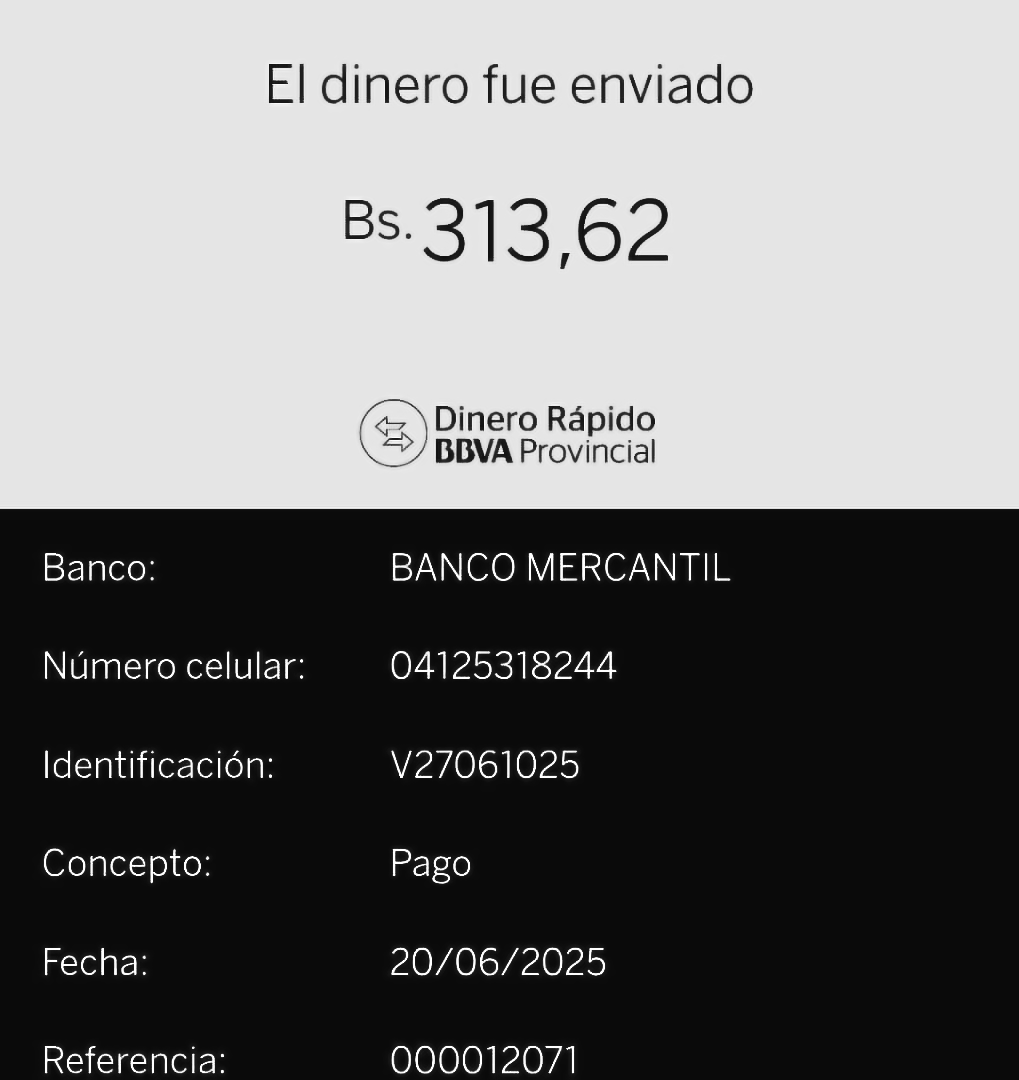 El dinero fue enviado
Bs. 313,62
Dinero Rápido
BBVA Provincial
Banco: BANCO MERCANTIL
Número celular: 04125318244
Identificación: V27061025
Concepto: Pago
Fecha: 20/06/2025
Referencia: 000012071